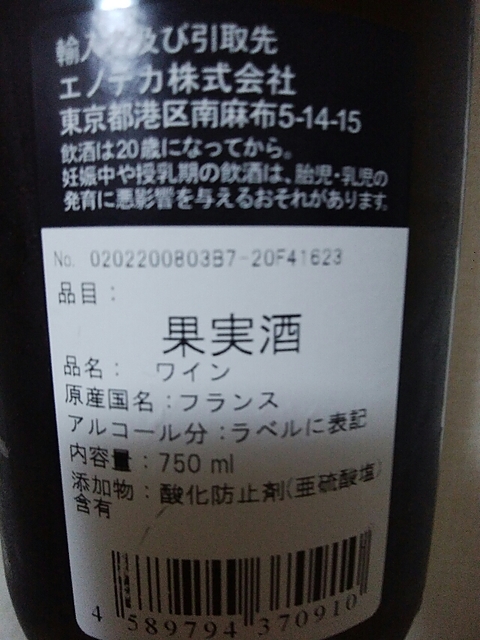 輸入者及び引取先
エノテカ株式会社
東京都港区南麻布5-14-15
飲酒は20歳になってから。
妊娠中や授乳期の飲酒は、胎児・乳児の
発育に悪影響を与えるおそれがあります。
No. 0202200803B7-20F41623
品目：
果実酒
品名： ワイン
原産国名：フランス
アルコール分：ラベルに表記
内容量：750 ml
添加物：酸化防止剤(亜硫酸塩)
含有
4 589794 370910